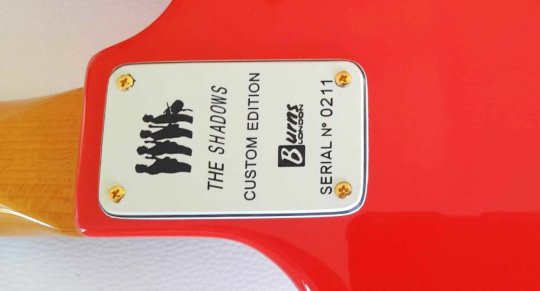 THE SHADOWS
CUSTOM EDITION
Burns
LONDON
SERIAL Nº 0211